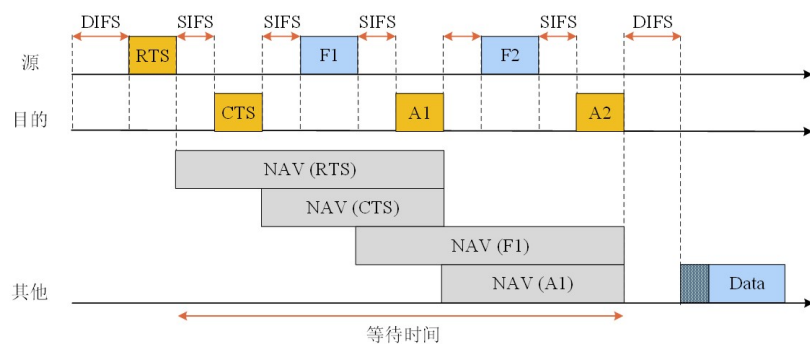 DIFS SIFS SIFS SIFS SIFS DIFS
源 RTS F1 F2
目的 CTS A1 A2
NAV (RTS)
NAV (CTS)
NAV (F1)
其他 NAV (A1) Data
等待时间